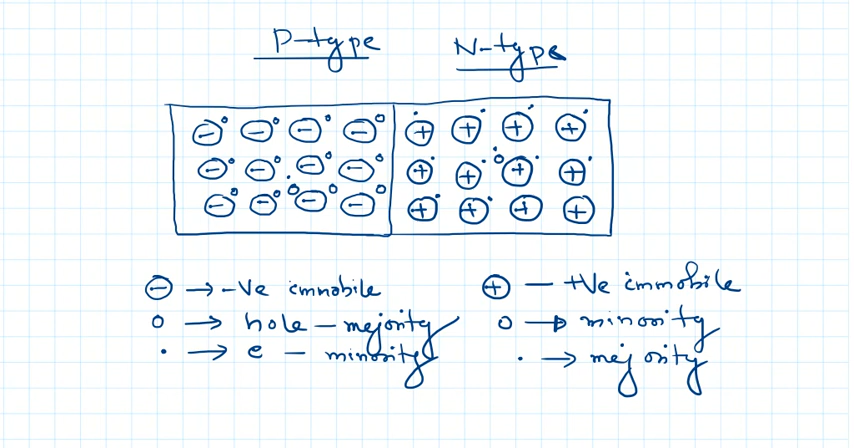 P-type N-type
⊖ → -ve immobile
o → hole - mejority
• → e - minority
⊕ - +ve immobile
o → minority
• → mejority